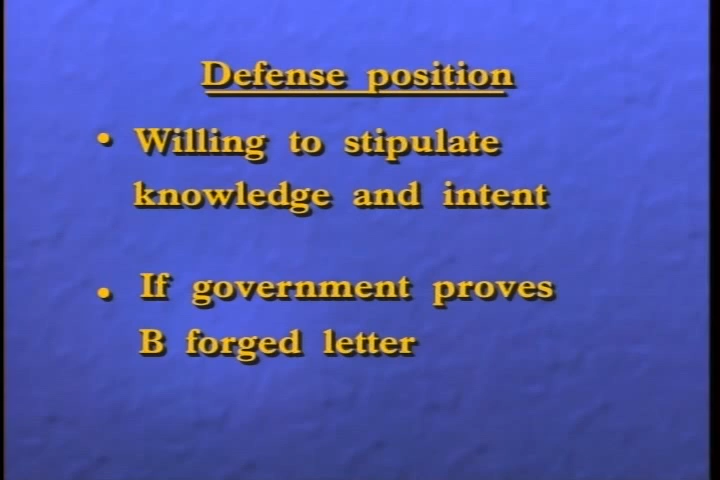 Defense position
• Willing to stipulate
knowledge and intent
• If government proves
B forged letter